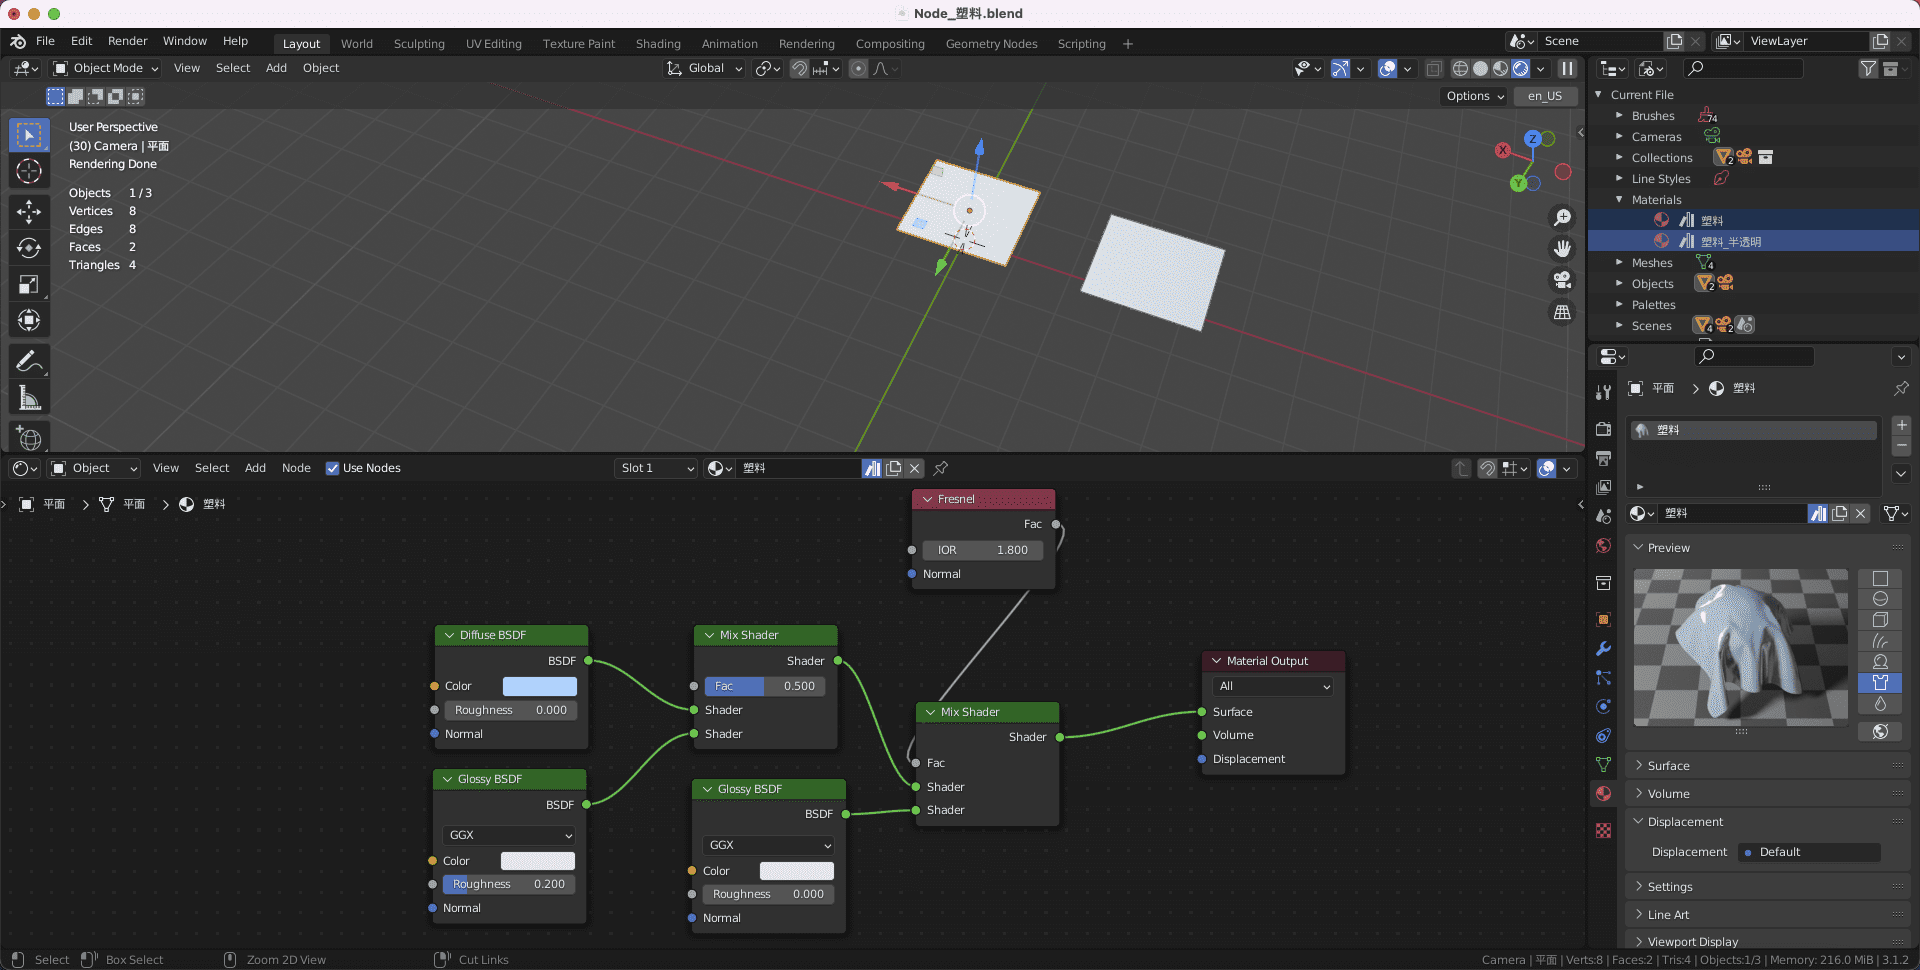 Node_塑料.blend
File Edit Render Window Help Layout World Sculpting UV Editing Texture Paint Shading Animation Rendering Compositing Geometry Nodes Scripting + Scene ViewLayer
Object Mode View Select Add Object Global
Options en_US
User Perspective
(30) Camera | 平面
Rendering Done
Objects 1 / 3
Vertices 8
Edges 8
Faces 2
Triangles 4
Z
X
Y
Current File
Brushes 74
Cameras
Collections 2
Line Styles
Materials
塑料
塑料_半透明
Meshes 4
Objects 2
Palettes
Scenes 4 2
平面 > 塑料
塑料
塑料
Preview
Surface
Volume
Displacement
Displacement Default
Settings
Line Art
Viewport Display
Object View Select Add Node Use Nodes Slot 1 塑料
平面 > 平面 > 塑料
Fresnel
Fac
IOR 1.800
Normal
Diffuse BSDF
BSDF
Color
Roughness 0.000
Normal
Mix Shader
Shader
Fac 0.500
Shader
Shader
Material Output
All
Surface
Volume
Displacement
Mix Shader
Shader
Fac
Shader
Shader
Glossy BSDF
BSDF
GGX
Color
Roughness 0.200
Normal
Glossy BSDF
BSDF
GGX
Color
Roughness 0.000
Normal
Select Box Select Zoom 2D View Cut Links Camera | 平面 | Verts:8 | Faces:2 | Tris:4 | Objects:1/3 | Memory: 216.0 MiB | 3.1.2